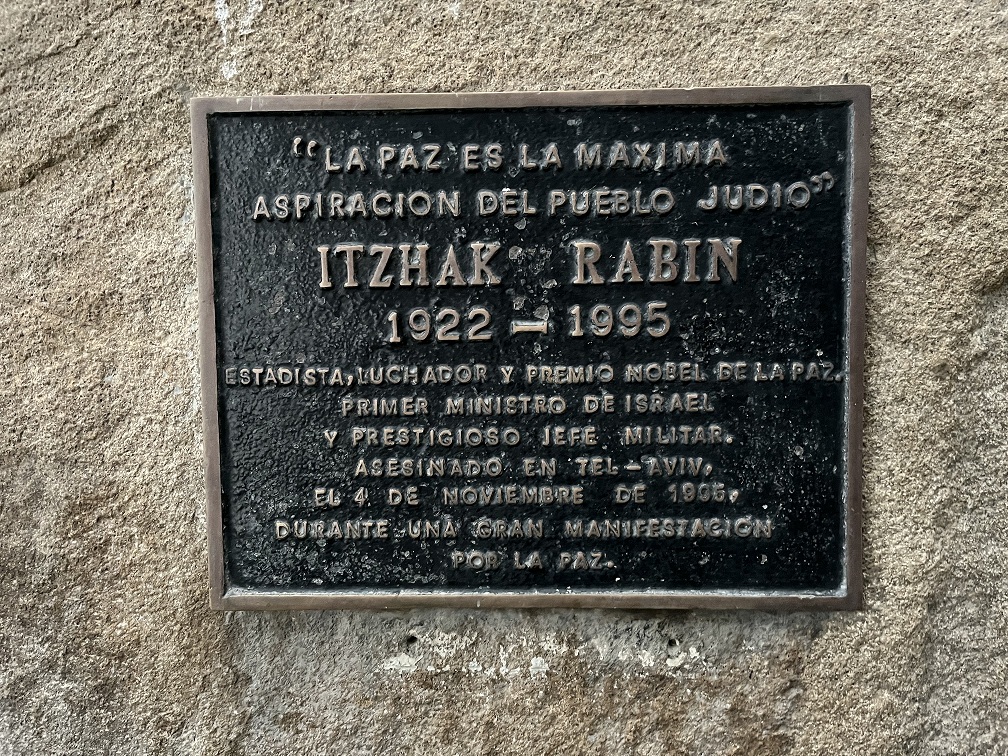 “LA PAZ ES LA MAXIMA
ASPIRACION DEL PUEBLO JUDIO”
ITZHAK RABIN
1922 - 1995
ESTADISTA, LUCHADOR Y PREMIO NOBEL DE LA PAZ.
PRIMER MINISTRO DE ISRAEL
Y PRESTIGIOSO JEFE MILITAR.
ASESINADO EN TEL-AVIV,
EL 4 DE NOVIEMBRE DE 1995,
DURANTE UNA GRAN MANIFESTACION
POR LA PAZ.